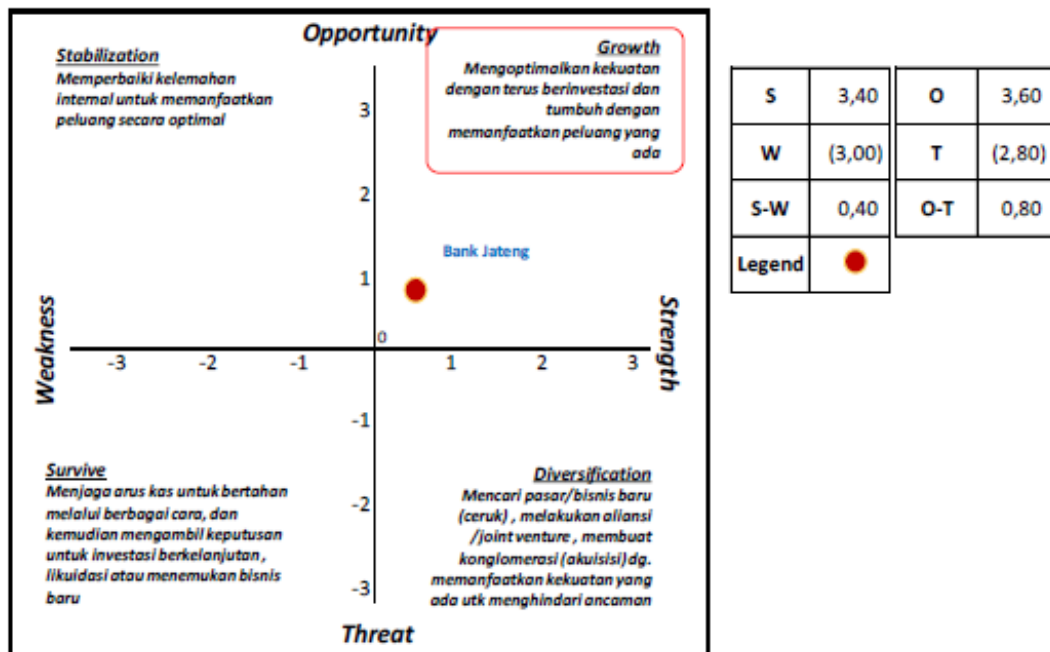 Opportunity
Stabilization
Memperbaiki kelemahan
internal untuk memanfaatkan
peluang secara optimal
Growth
Mengoptimalkan kekuatan
dengan terus berinvestasi dan
tumbuh dengan
memanfaatkan peluang yang
ada
3
2
Bank Jateng
1
0
Weakness
-3 -2 -1 1 2 3
Strength
-1
-2
-3
Survive
Menjaga arus kas untuk bertahan
melalui berbagai cara, dan
kemudian mengambil keputusan
untuk investasi berkelanjutan ,
likuidasi atau menemukan bisnis
baru
Diversification
Mencari pasar/bisnis baru
(ceruk) , melakukan aliansi
/joint venture , membuat
konglomerasi (akuisisi) dg.
memanfaatkan kekuatan yang
ada utk menghindari ancaman
Threat
S 3,40 O 3,60
W (3,00) T (2,80)
S-W 0,40 O-T 0,80
Legend